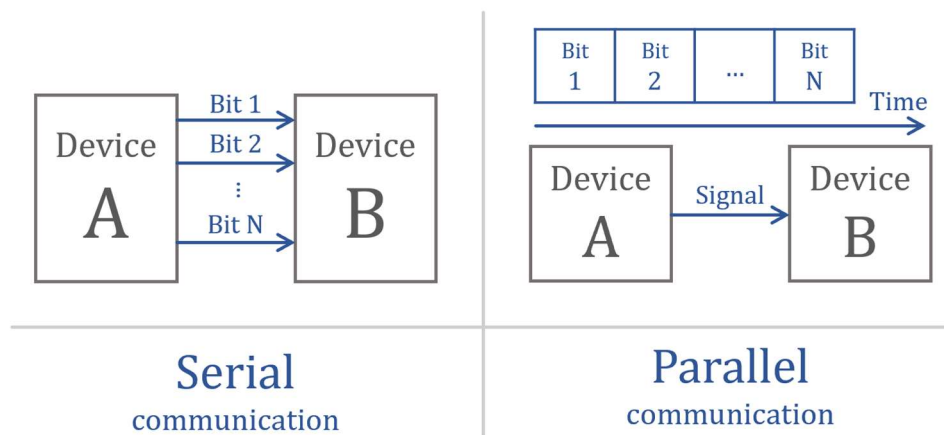 Bit 1
Device
A
Bit 2
⋮
Bit N
Device
B
Serial
communication
Bit
1
Bit
2
...
Bit
N
Time
Device
A
Signal
Device
B
Parallel
communication